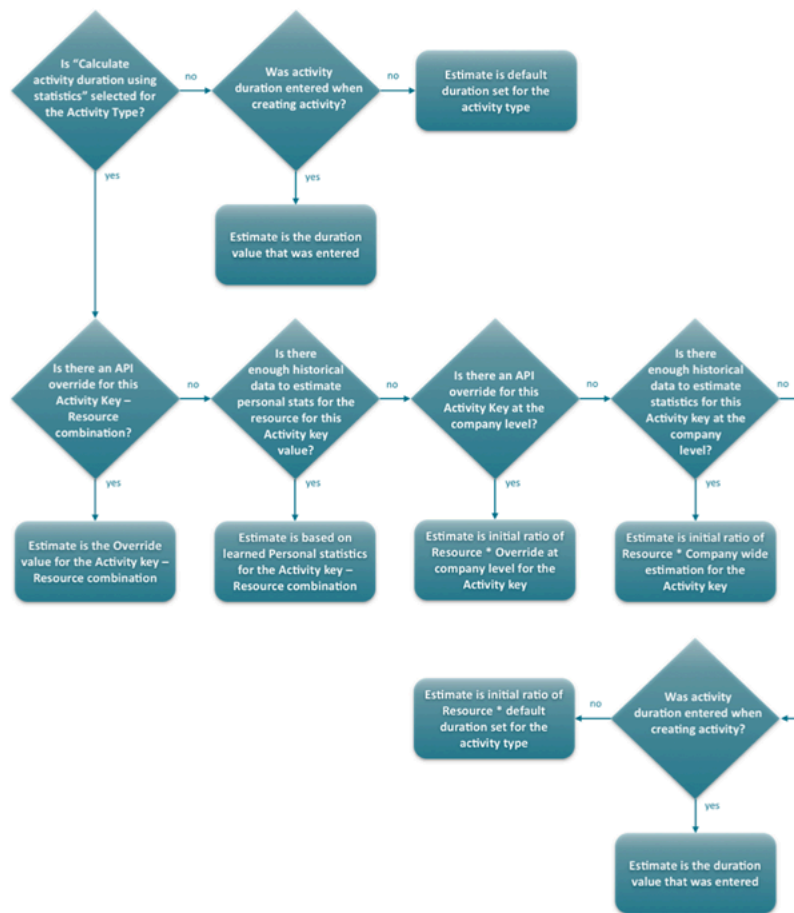 Is “Calculate
activity duration using
statistics” selected for
the Activity Type?
no
Was activity
duration entered when
creating activity?
no
Estimate is default
duration set for the
activity type
yes
yes
Estimate is the duration
value that was entered
Is there an API
override for this
Activity Key –
Resource
combination?
no
Is there
enough historical
data to estimate
personal stats for the
resource for this
Activity key
value?
no
Is there an API
override for this
Activity Key at the
company level?
no
Is there
enough historical
data to estimate
statistics for this
Activity key at the
company
level?
no
yes
yes
yes
yes
Estimate is the Override
value for the Activity key –
Resource combination
Estimate is based on
learned Personal statistics
for the Activity key –
Resource combination
Estimate is initial ratio of
Resource * Override at
company level for the
Activity key
Estimate is initial ratio of
Resource * Company wide
estimation for the
Activity key
Estimate is initial ratio of
Resource * default
duration set for the
activity type
no
Was activity
duration entered when
creating activity?
yes
Estimate is the duration
value that was entered